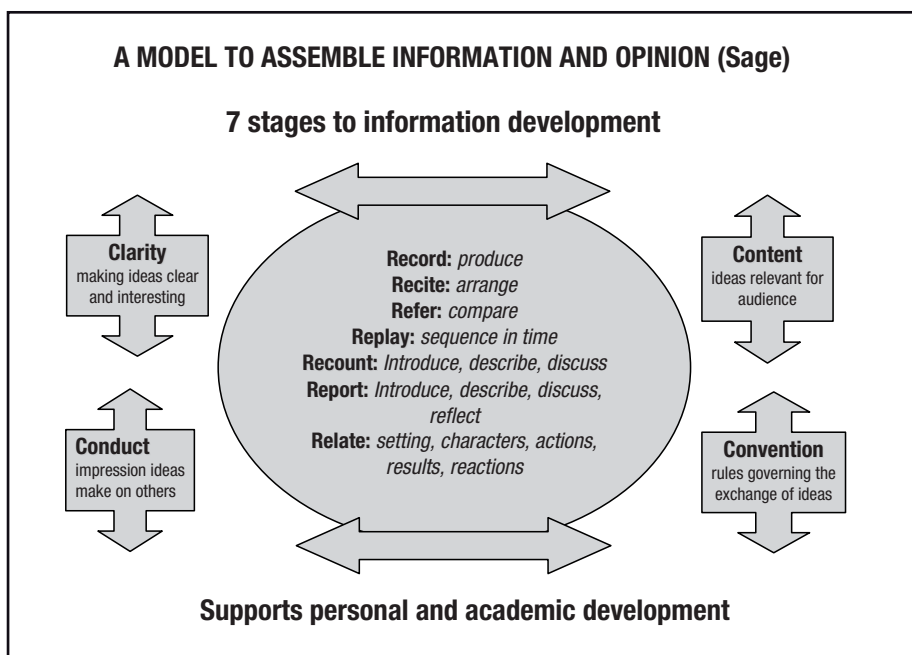 A MODEL TO ASSEMBLE INFORMATION AND OPINION (Sage)
7 stages to information development
Clarity
making ideas clear
and interesting
Conduct
impression ideas
make on others
Record: produce
Recite: arrange
Refer: compare
Replay: sequence in time
Recount: Introduce, describe, discuss
Report: Introduce, describe, discuss,
reflect
Relate: setting, characters, actions,
results, reactions
Content
ideas relevant for
audience
Convention
rules governing the
exchange of ideas
Supports personal and academic development